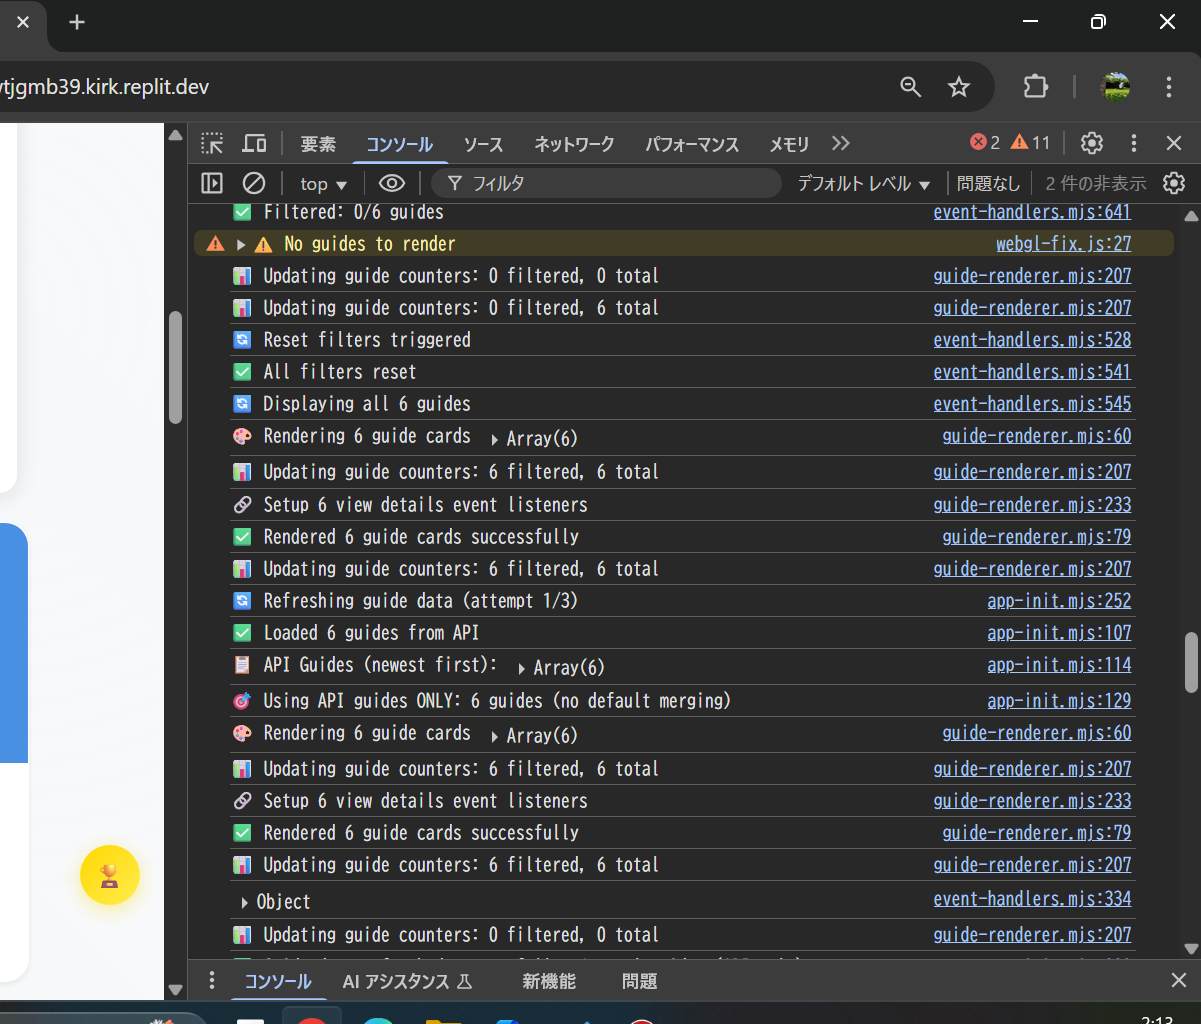 tjgmb39.kirk.replit.dev
要素 コンソール ソース ネットワーク パフォーマンス メモリ 2 11
top フィルタ デフォルト レベル 問題なし 2 件の非表示
Filtered: 0/6 guides event-handlers.mjs:641
No guides to render webgl-fix.js:27
Updating guide counters: 0 filtered, 0 total guide-renderer.mjs:207
Updating guide counters: 0 filtered, 6 total guide-renderer.mjs:207
Reset filters triggered event-handlers.mjs:528
All filters reset event-handlers.mjs:541
Displaying all 6 guides event-handlers.mjs:545
Rendering 6 guide cards Array(6) guide-renderer.mjs:60
Updating guide counters: 6 filtered, 6 total guide-renderer.mjs:207
Setup 6 view details event listeners guide-renderer.mjs:233
Rendered 6 guide cards successfully guide-renderer.mjs:79
Updating guide counters: 6 filtered, 6 total guide-renderer.mjs:207
Refreshing guide data (attempt 1/3) app-init.mjs:252
Loaded 6 guides from API app-init.mjs:107
API Guides (newest first): Array(6) app-init.mjs:114
Using API guides ONLY: 6 guides (no default merging) app-init.mjs:129
Rendering 6 guide cards Array(6) guide-renderer.mjs:60
Updating guide counters: 6 filtered, 6 total guide-renderer.mjs:207
Setup 6 view details event listeners guide-renderer.mjs:233
Rendered 6 guide cards successfully guide-renderer.mjs:79
Updating guide counters: 6 filtered, 6 total guide-renderer.mjs:207
Object event-handlers.mjs:334
Updating guide counters: 0 filtered, 0 total guide-renderer.mjs:207
コンソール AI アシスタンス 新機能 問題
2:13